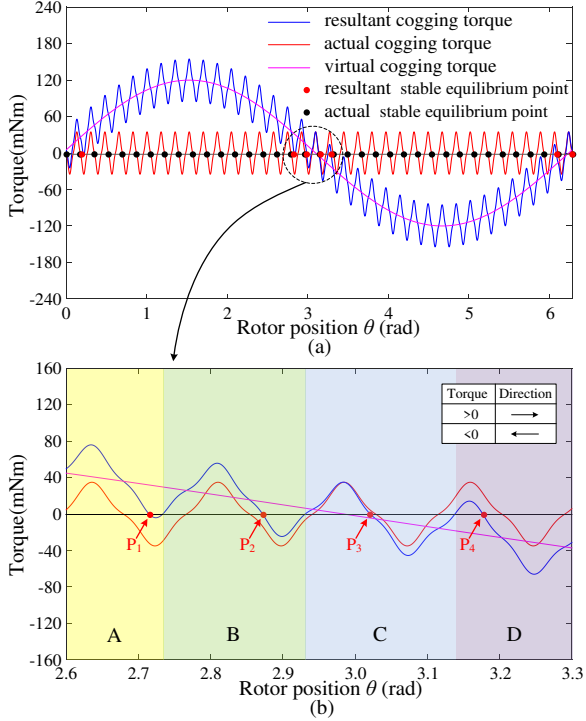 240
180
120
60
0
-60
-120
-180
-240
Torque(mNm)
resultant cogging torque
actual cogging torque
virtual cogging torque
resultant stable equilibrium point
actual stable equilibrium point
0 1 2 3 4 5 6
Rotor position θ (rad)
(a)
160
120
80
40
0
-40
-80
-120
-160
Torque(mNm)
Torque Direction
>0
<0
P1 P2 P3 P4
A B C D
2.6 2.7 2.8 2.9 3.0 3.1 3.2 3.3
Rotor position θ (rad)
(b)